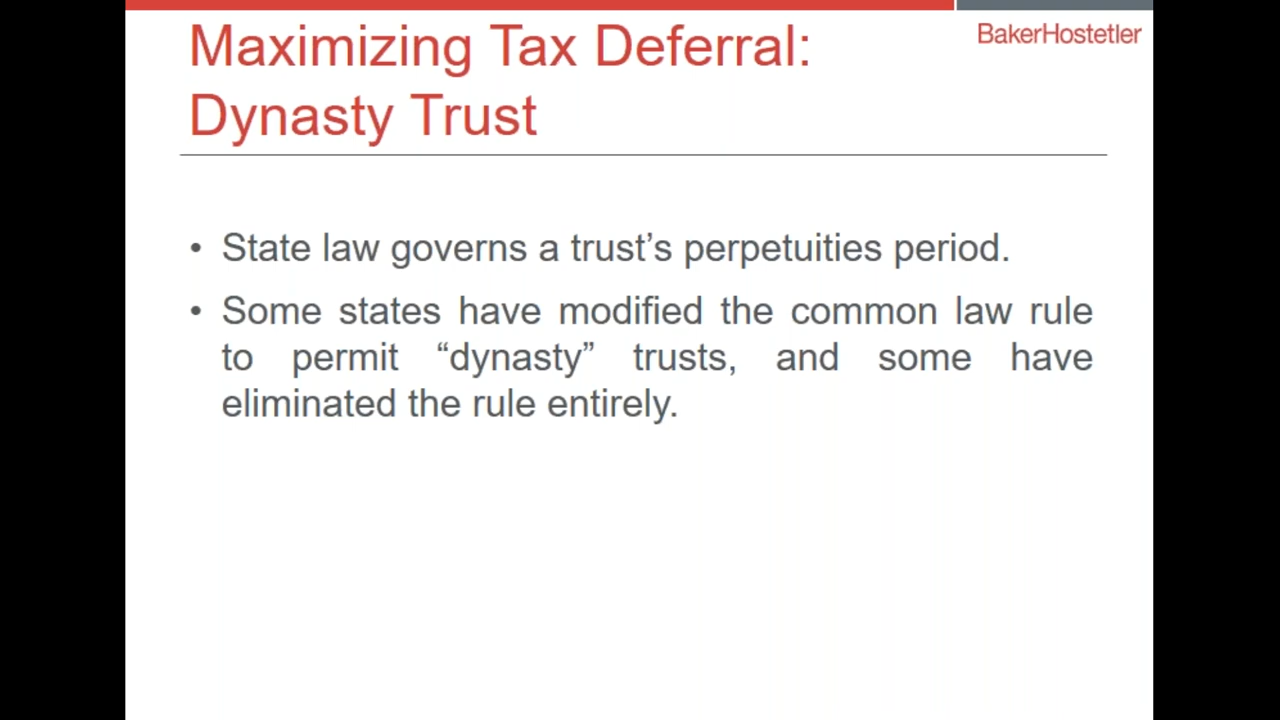 Maximizing Tax Deferral:
BakerHostetler
Dynasty Trust
• State law governs a trust’s perpetuities period.
• Some states have modified the common law rule
to permit “dynasty” trusts, and some have
eliminated the rule entirely.